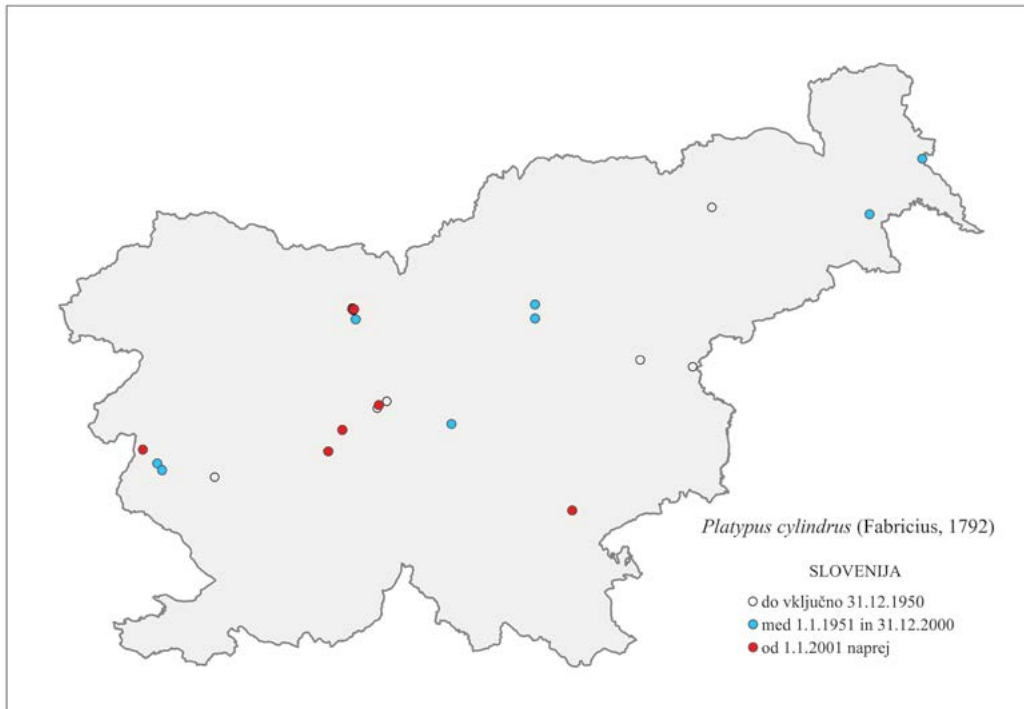 Platypus cylindrus (Fabricius, 1792)
SLOVENIJA
do vključno 31.12.1950
med 1.1.1951 in 31.12.2000
od 1.1.2001 naprej